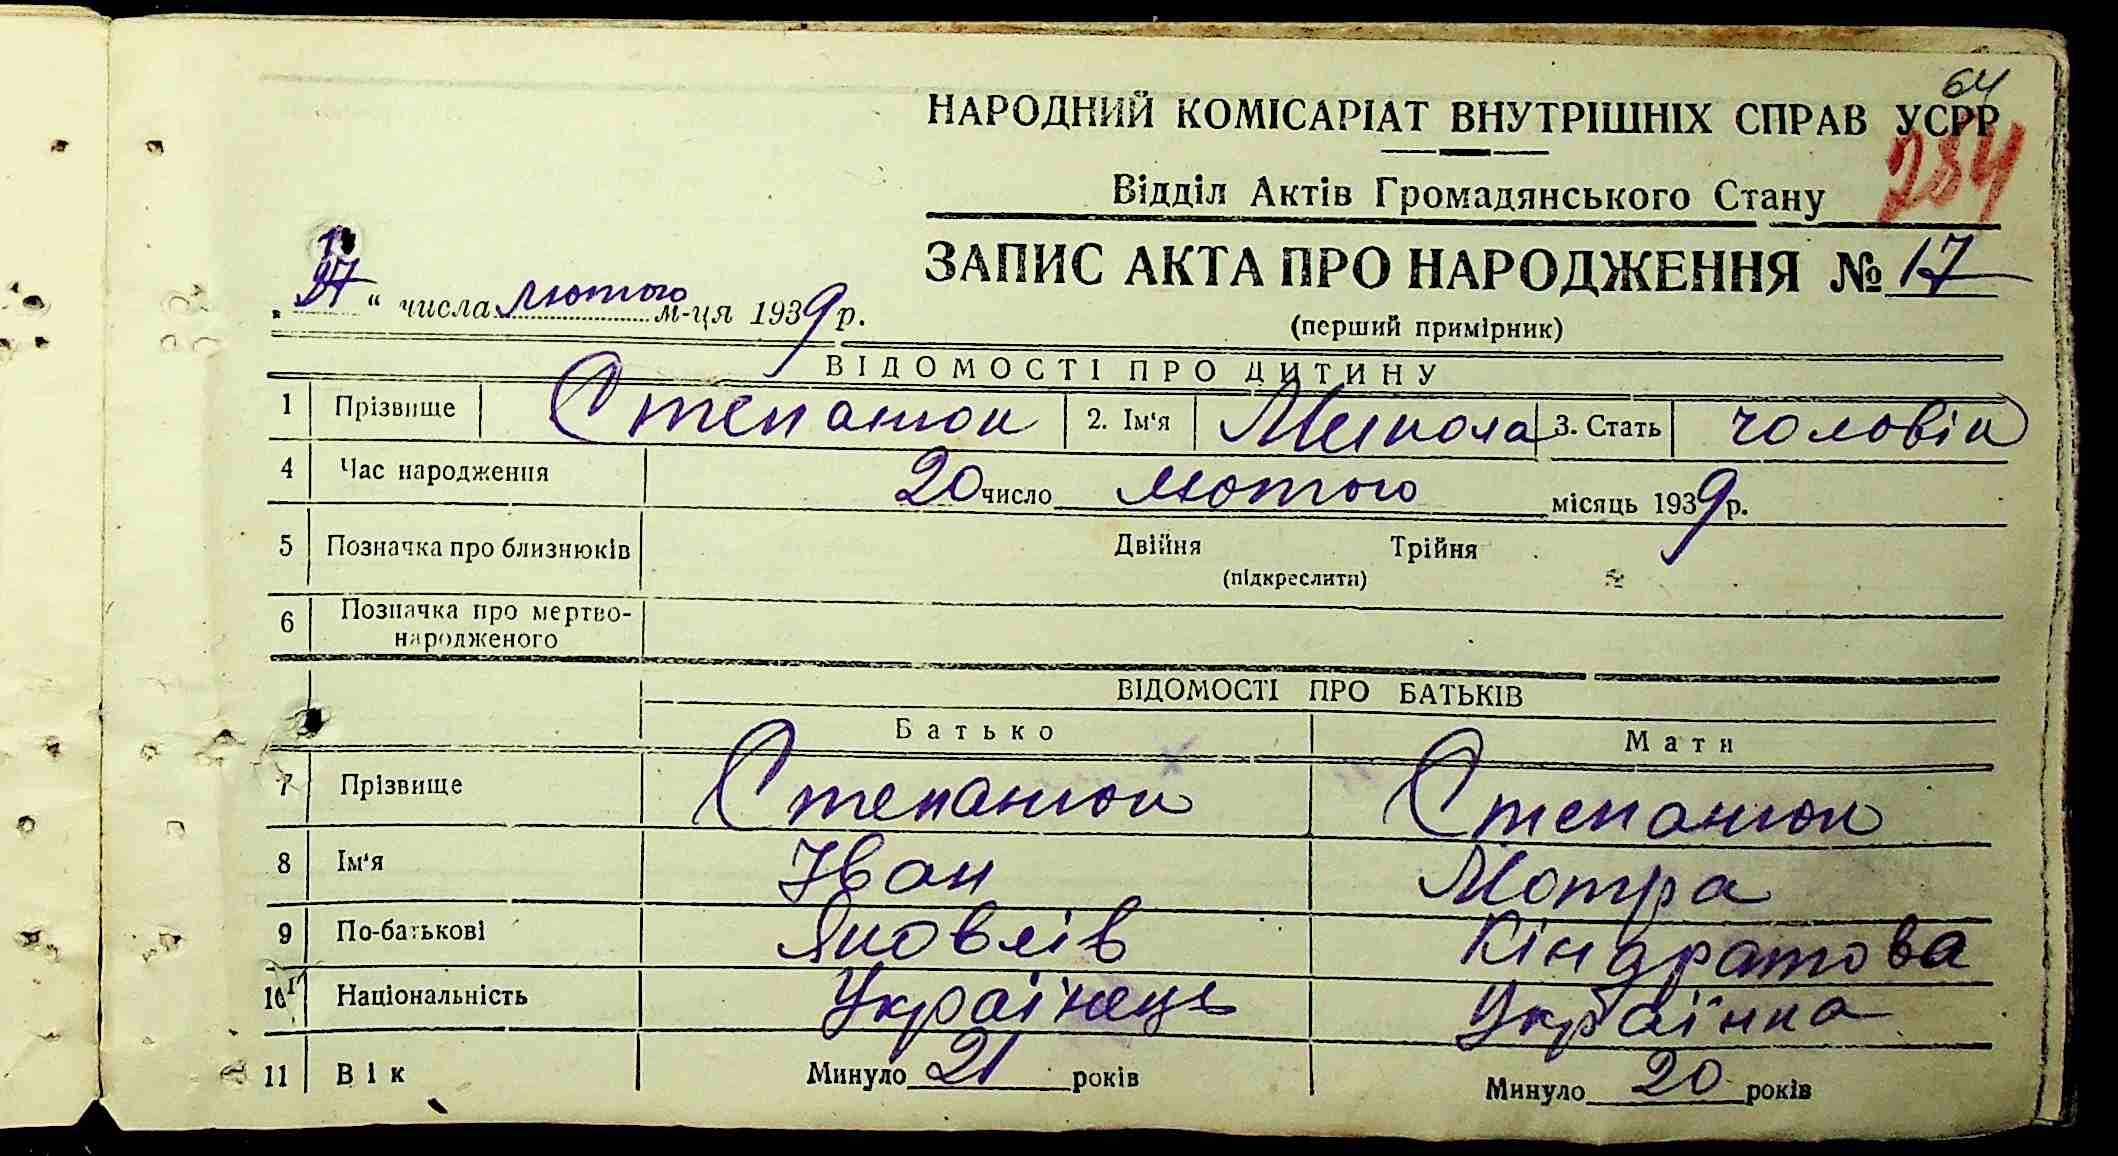 64
НАРОДНИЙ КОМІСАРІАТ ВНУТРІШНІХ СПРАВ УСРР
284
Відділ Актів Громадянського Стану
ЗАПИС АКТА ПРО НАРОДЖЕННЯ № 17
„27“ числа лютого м-ця 1939 р.
(перший примірник)
ВІДОМОСТІ ПРО ДИТИНУ
1 Прізвище Степанюк 2. Ім'я Микола 3. Стать чоловік
4 Час народження 20 число лютого місяць 1939 р.
5 Позначка про близнюків Двійня Трійня
(підкреслити)
6 Позначка про мертво-
народженого
ВІДОМОСТІ ПРО БАТЬКІВ
Батько Мати
7 Прізвище Степанюк Степанюк
8 Ім'я Іван Мотра
9 По-батькові Яковлів Кіндратова
10 Національність Українець Українка
11 Вік Минуло 21 років Минуло 20 років